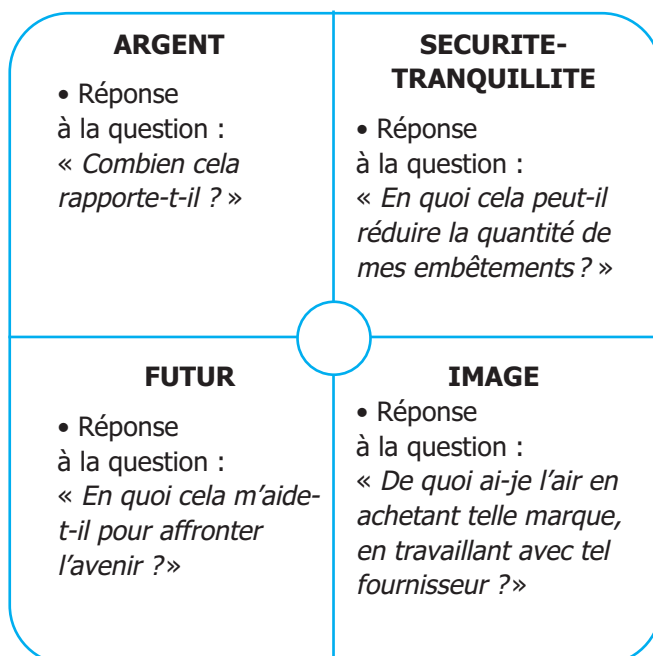 ARGENT
• Réponse
à la question :
« Combien cela
rapporte-t-il ? »
SECURITE-
TRANQUILLITE
• Réponse
à la question :
« En quoi cela peut-il
réduire la quantité de
mes embêtements ? »
FUTUR
• Réponse
à la question :
« En quoi cela m’aide-
t-il pour affronter
l’avenir ?»
IMAGE
• Réponse
à la question :
« De quoi ai-je l’air en
achetant telle marque,
en travaillant avec tel
fournisseur ?»